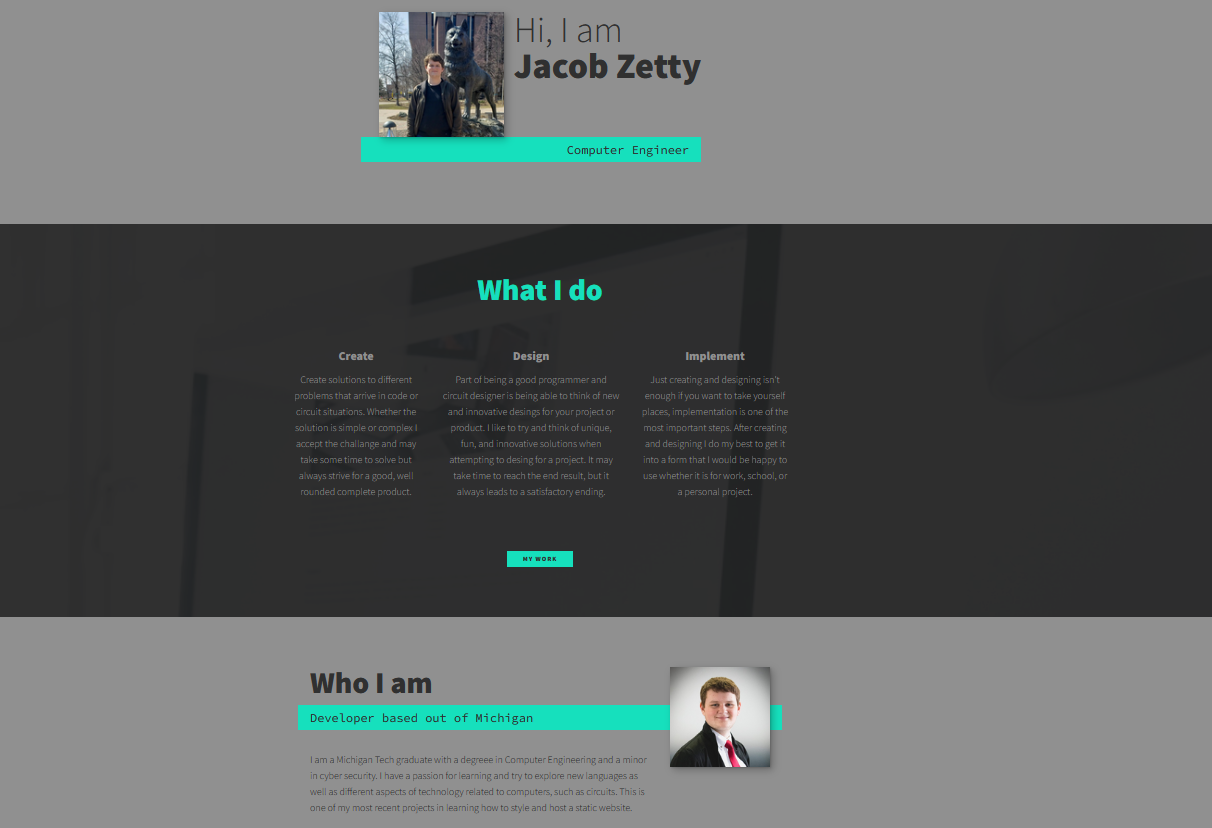 Hi, I am
Jacob Zetty
Computer Engineer
What I do
Create
Create solutions to different
problems that arrive in code or
circuit situations. Whether the
solution is simple or complex I
accept the challange and may
take some time to solve but
always strive for a good, well
rounded complete product.
Design
Part of being a good programmer and
circuit designer is being able to think of new
and innovative desings for your project or
product. I like to try and think of unique,
fun, and innovative solutions when
attempting to desing for a project. It may
take time to reach the end result, but it
always leads to a satisfactory ending.
Implement
Just creating and designing isn't
enough if you want to take yourself
places, implementation is one of the
most important steps. After creating
and designing I do my best to get it
into a form that I would be happy to
use whether it is for work, school, or
a personal project.
MY WORK
Who I am
Developer based out of Michigan
I am a Michigan Tech graduate with a degreee in Computer Engineering and a minor
in cyber security. I have a passion for learning and try to explore new languages as
well as different aspects of technology related to computers, such as circuits. This is
one of my most recent projects in learning how to style and host a static website.